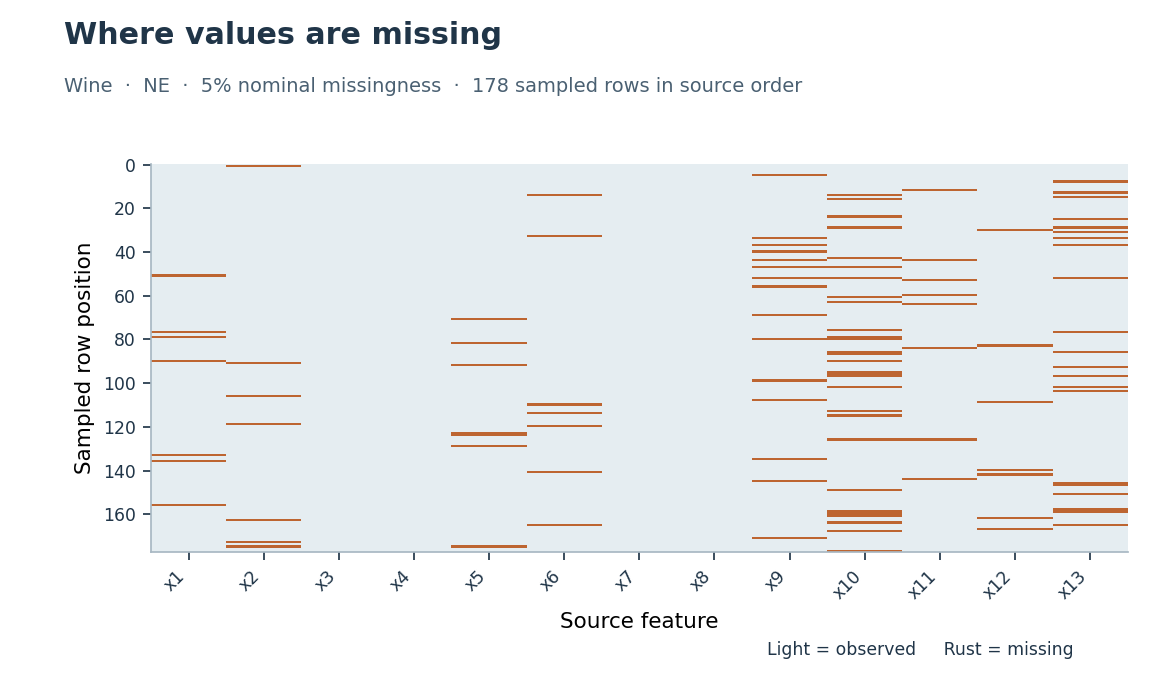 Where values are missing
Wine · NE · 5% nominal missingness · 178 sampled rows in source order
0
20
40
60
80
100
120
140
160
Sampled row position
x1 x2 x3 x4 x5 x6 x7 x8 x9 x10 x11 x12 x13
Source feature
Light = observed Rust = missing